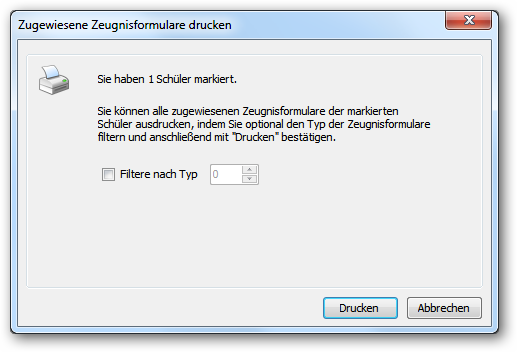 Zugewiesene Zeugnisformulare drucken
Sie haben 1 Schüler markiert.
Sie können alle zugewiesenen Zeugnisformulare der markierten
Schüler ausdrucken, indem Sie optional den Typ der Zeugnisformulare
filtern und anschließend mit "Drucken" bestätigen.
Filtere nach Typ 0
Drucken Abbrechen